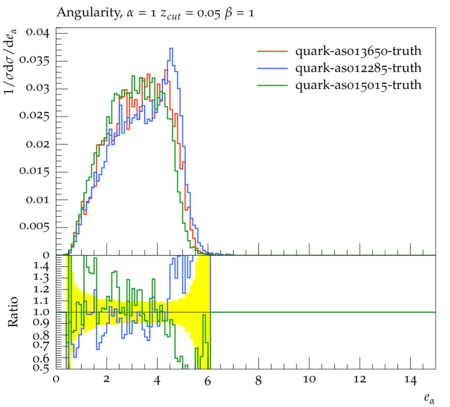 Angularity, α = 1 z_cut = 0.05 β = 1
1/σdσ/de_α
0.04
0.035
0.03
0.025
0.02
0.015
0.01
0.005
0
quark-as013650-truth
quark-as012285-truth
quark-as015015-truth
Ratio
1.4
1.3
1.2
1.1
1.0
0.9
0.8
0.7
0.6
0.5
0 2 4 6 8 10 12 14
e_α